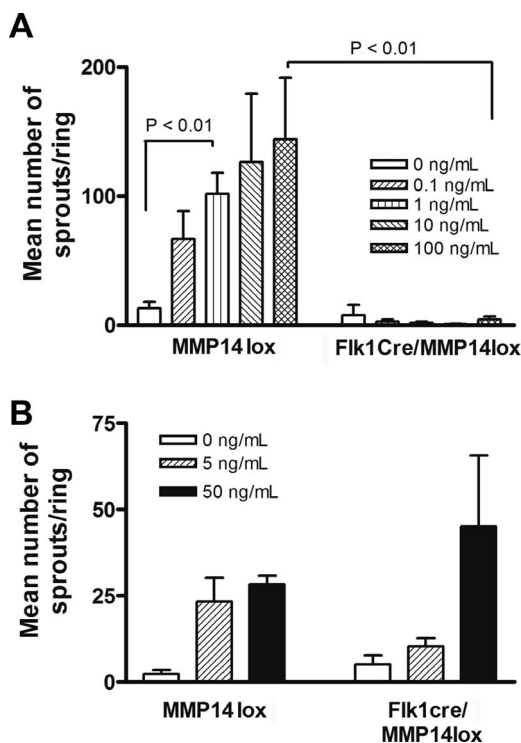 A
Mean number of
sprouts/ring
200
100
0
P < 0.01
P < 0.01
0 ng/mL
0.1 ng/mL
1 ng/mL
10 ng/mL
100 ng/mL
MMP14 lox
Flk1Cre/MMP14lox
B
Mean number of
sprouts/ring
75
50
25
0
0 ng/mL
5 ng/mL
50 ng/mL
MMP14 lox
Flk1cre/
MMP14lox